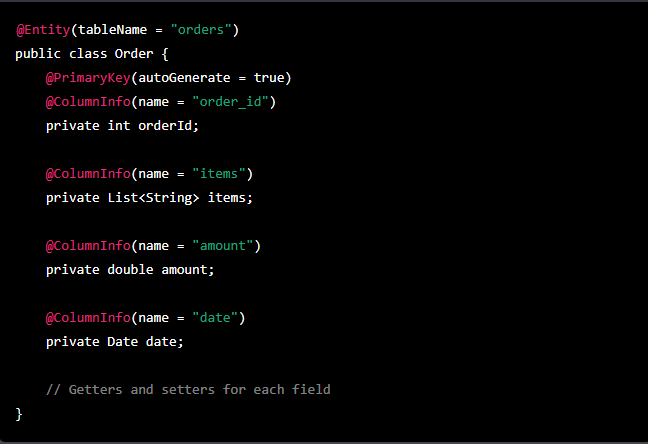 @Entity(tableName = "orders")
public class Order {
    @PrimaryKey(autoGenerate = true)
    @ColumnInfo(name = "order_id")
    private int orderId;

    @ColumnInfo(name = "items")
    private List<String> items;

    @ColumnInfo(name = "amount")
    private double amount;

    @ColumnInfo(name = "date")
    private Date date;

    // Getters and setters for each field
}